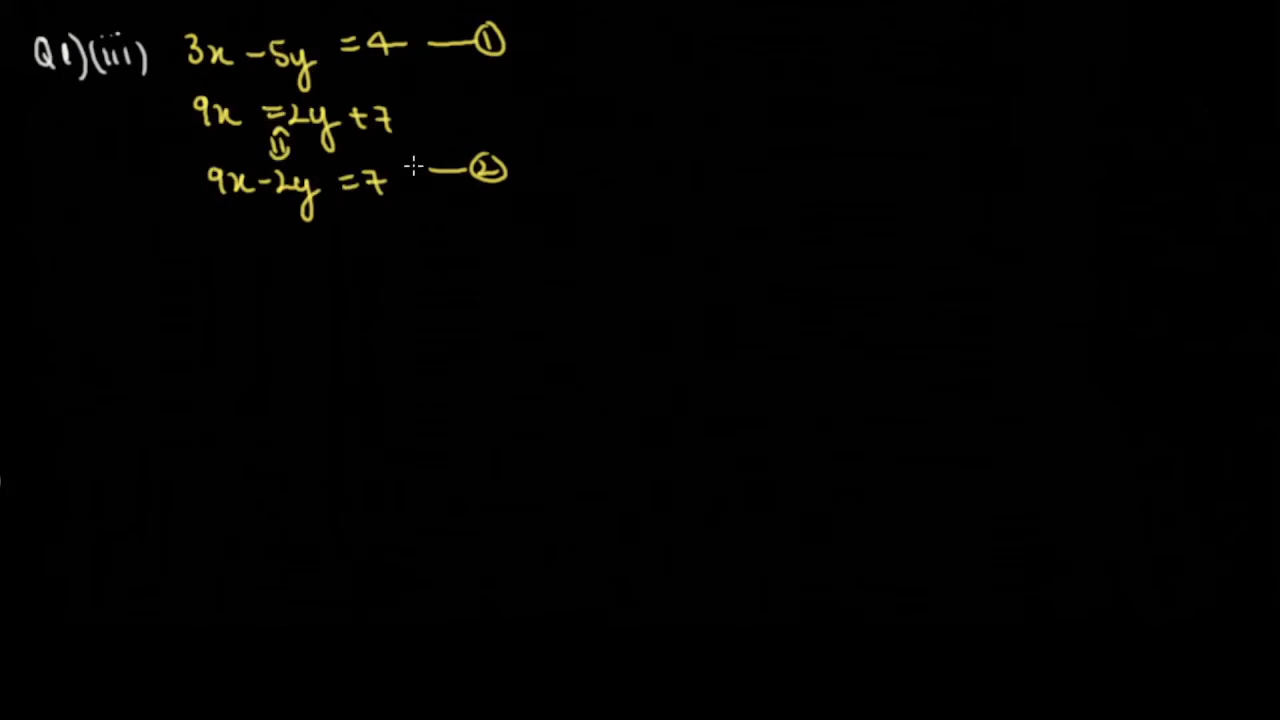 Q1)(iii) 3x - 5y = 4 — ①
9x = 2y + 7
⇓
9x - 2y = 7 — ②